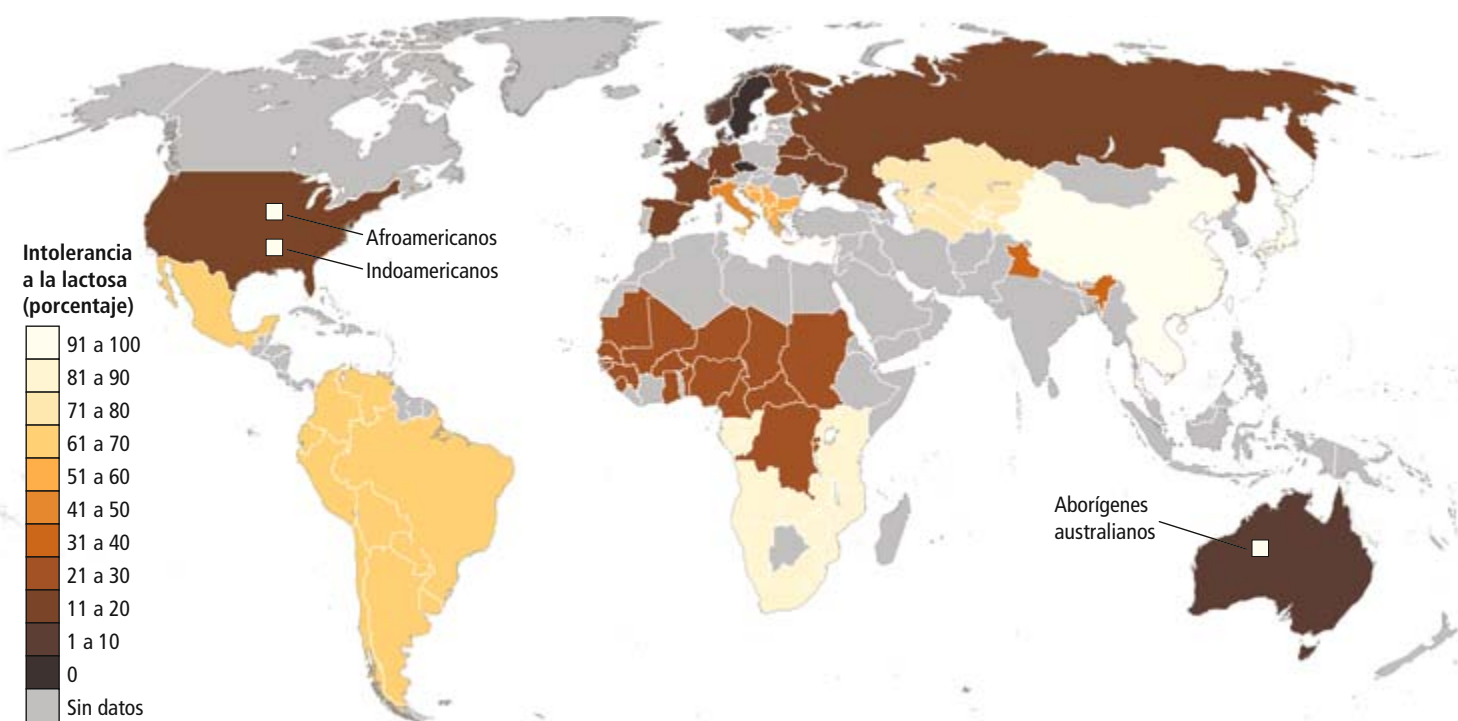 Afroamericanos
Indoamericanos
Intolerancia
a la lactosa
(porcentaje)
91 a 100
81 a 90
71 a 80
61 a 70
51 a 60
41 a 50
31 a 40
21 a 30
11 a 20
1 a 10
0
Sin datos
Aborígenes
australianos